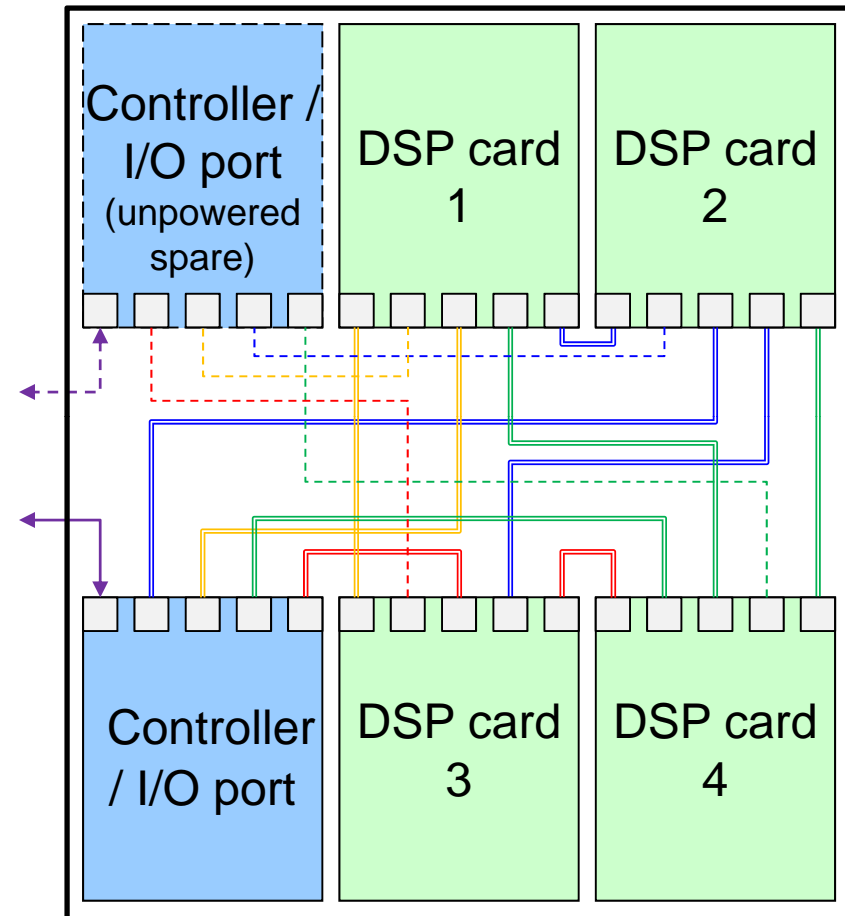 Controller /
I/O port
(unpowered
spare)
DSP card
1
DSP card
2
Controller
/ I/O port
DSP card
3
DSP card
4